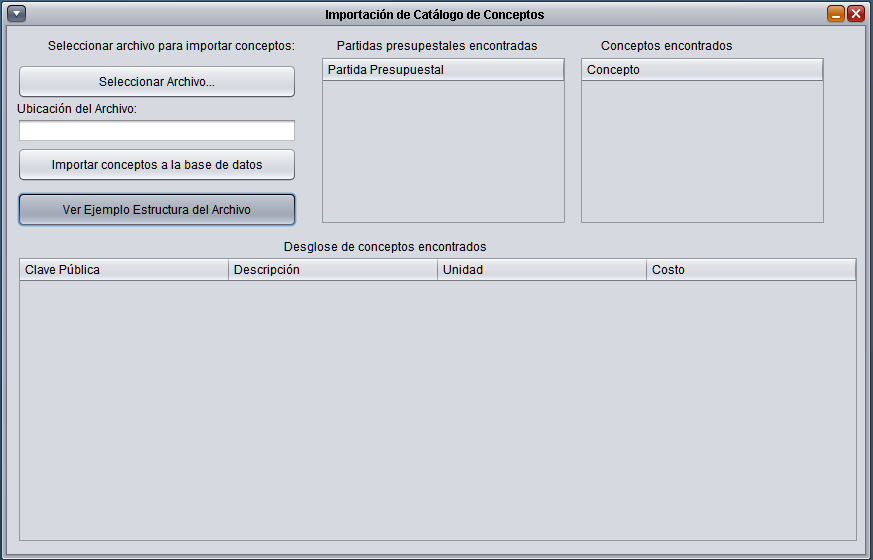 Importación de Catálogo de Conceptos
Seleccionar archivo para importar conceptos:
Seleccionar Archivo...
Ubicación del Archivo:
Importar conceptos a la base de datos
Ver Ejemplo Estructura del Archivo
Partidas presupestales encontradas
Partida Presupuestal
Conceptos encontrados
Concepto
Desglose de conceptos encontrados
Clave Pública Descripción Unidad Costo